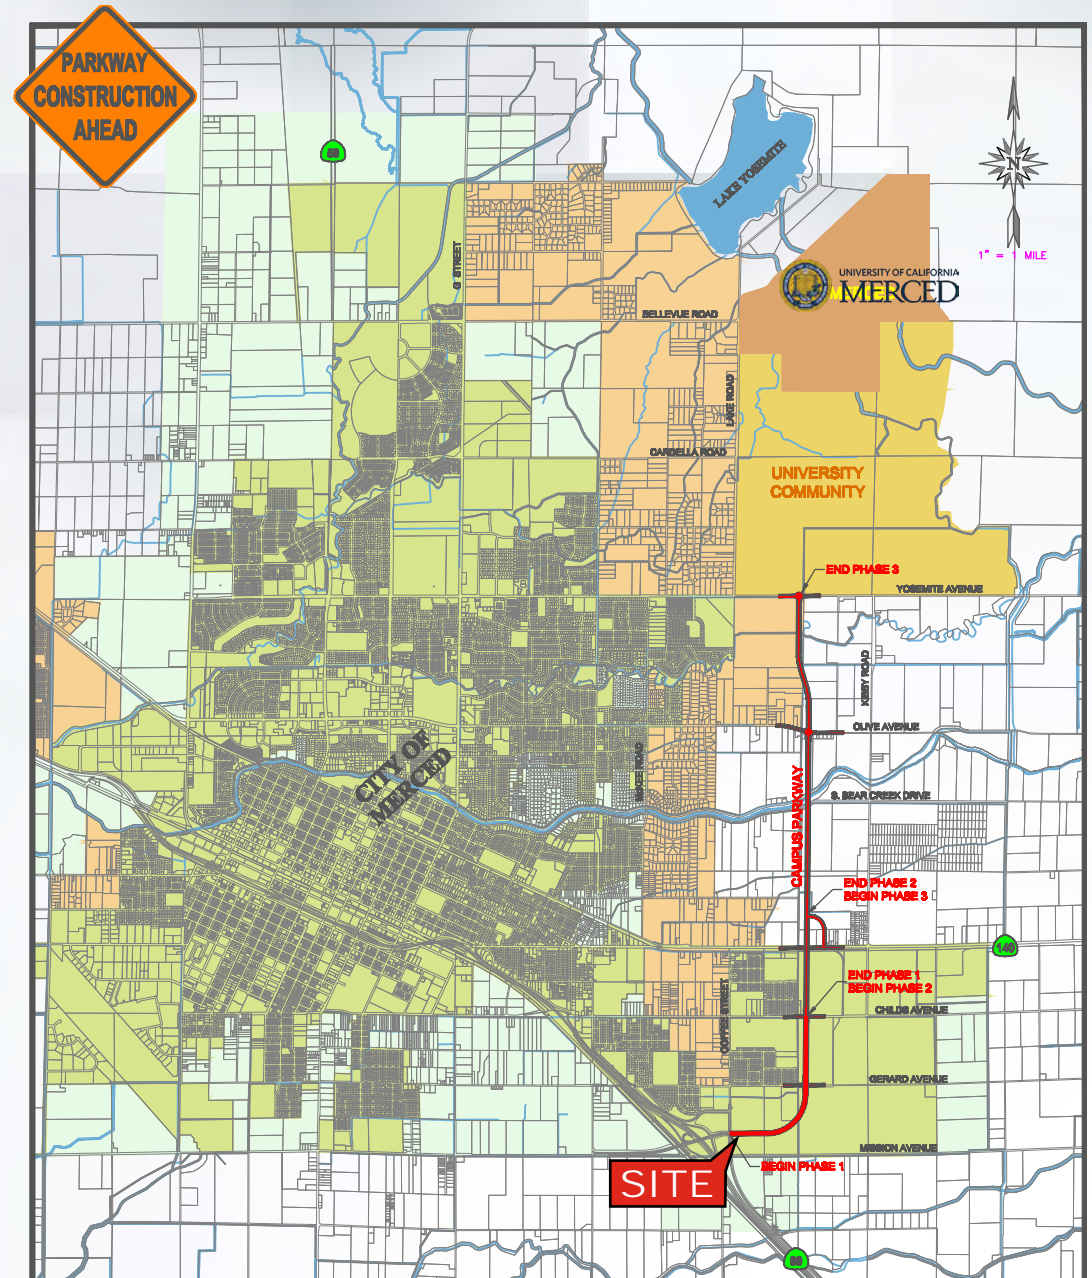 PARKWAY
CONSTRUCTION
AHEAD
59
LAKE YOSEMITE
N
1" = 1 MILE
G STREET
UNIVERSITY OF CALIFORNIA
MERCED
BELLEVUE ROAD
LAKE ROAD
CARDELLA ROAD
UNIVERSITY
COMMUNITY
END PHASE 3
YOSEMITE AVENUE
KIBBY ROAD
OLIVE AVENUE
CITY OF
MERCED
MCKEE ROAD
CAMPUS PARKWAY
S. BEAR CREEK DRIVE
END PHASE 2
BEGIN PHASE 3
140
END PHASE 1
BEGIN PHASE 2
COFFEE STREET
CHILDS AVENUE
GERARD AVENUE
MISSION AVENUE
BEGIN PHASE 1
SITE
99